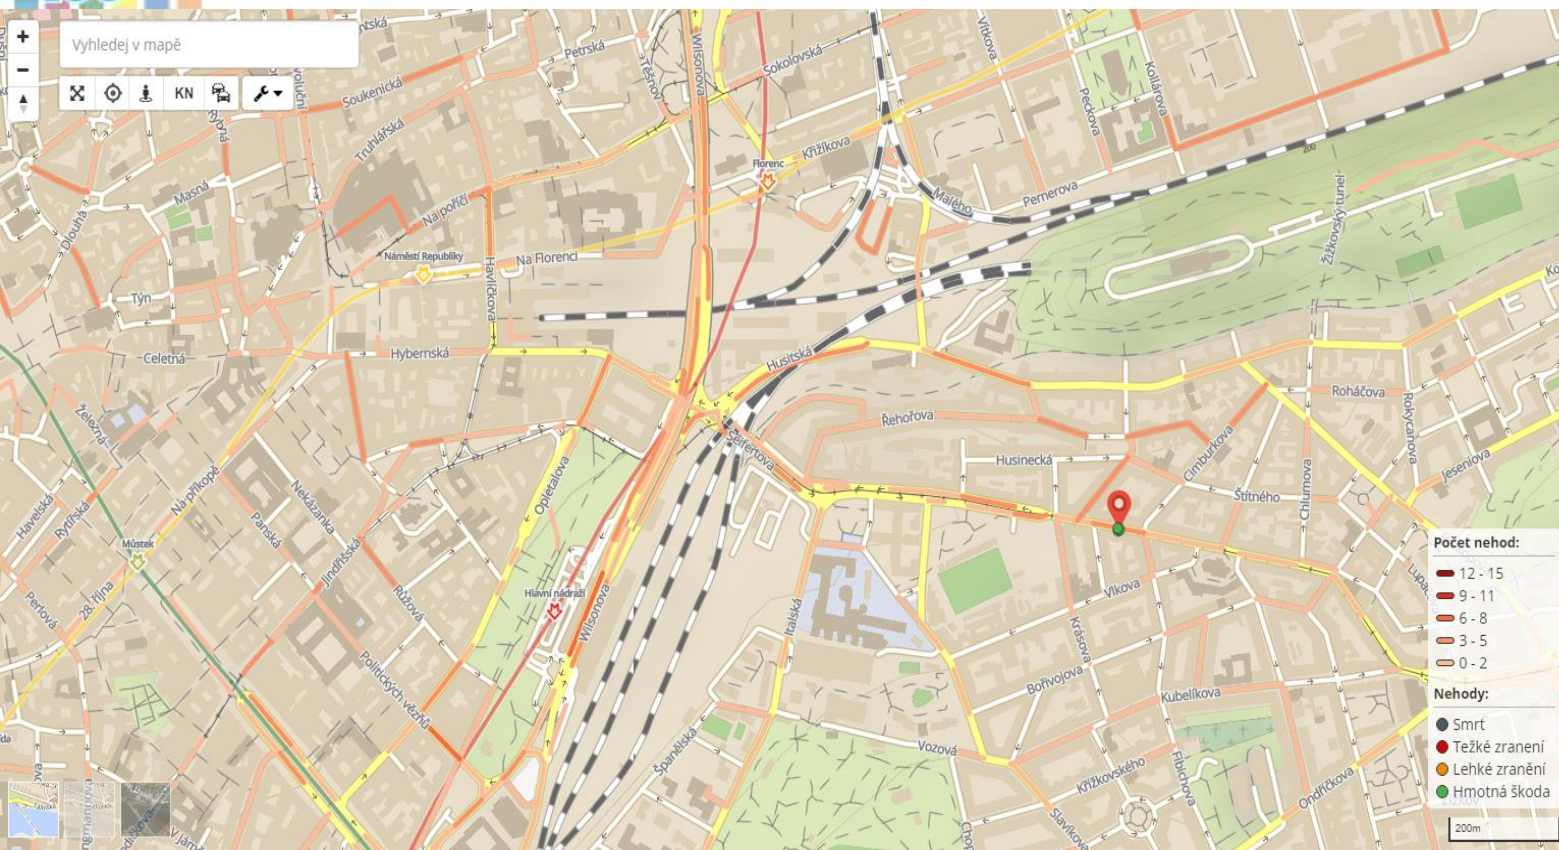 Vyhledej v mapě
KN
Petrská
Těšnov
Wilsonova
Sokolovská
Vítkova
Kollárova
Peckova
Soukenická
Rybná
Truhlářská
Florenc
Křižíkova
Masná
Na poříčí
Malého
Pernerova
200
Žižkovský tunel
Dlouhá
Náměstí Republiky
Na Florenci
Havlíčkova
Týn
Celetná
Hybernská
Husitská
Řehořova
Roháčova
Rokycanova
Železná
Seifertova
Husinecká
Cimburkova
Jeseniova
Na příkopě
Nekázanka
Opletalova
Štítného
Chlumova
Havelská
Rytířská
Panská
Můstek
Jindřišská
Růžová
28. října
Perlová
Hlavní nádraží
Wilsonova
Italská
Vlkova
Krásova
Bořivojova
Kubelíkova
Politických vězňů
Španělská
Vozová
Křížkovského
Fibichova
Ondříčkova
Slavíkova
Počet nehod:
12 - 15
9 - 11
6 - 8
3 - 5
0 - 2
Nehody:
Smrt
Težké zranení
Lehké zranění
Hmotná škoda
200m